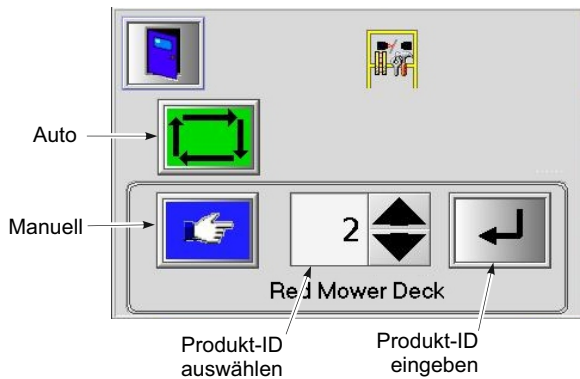 Auto
Manuell
2
Red Mower Deck
Produkt-ID
auswählen
Produkt-ID
eingeben